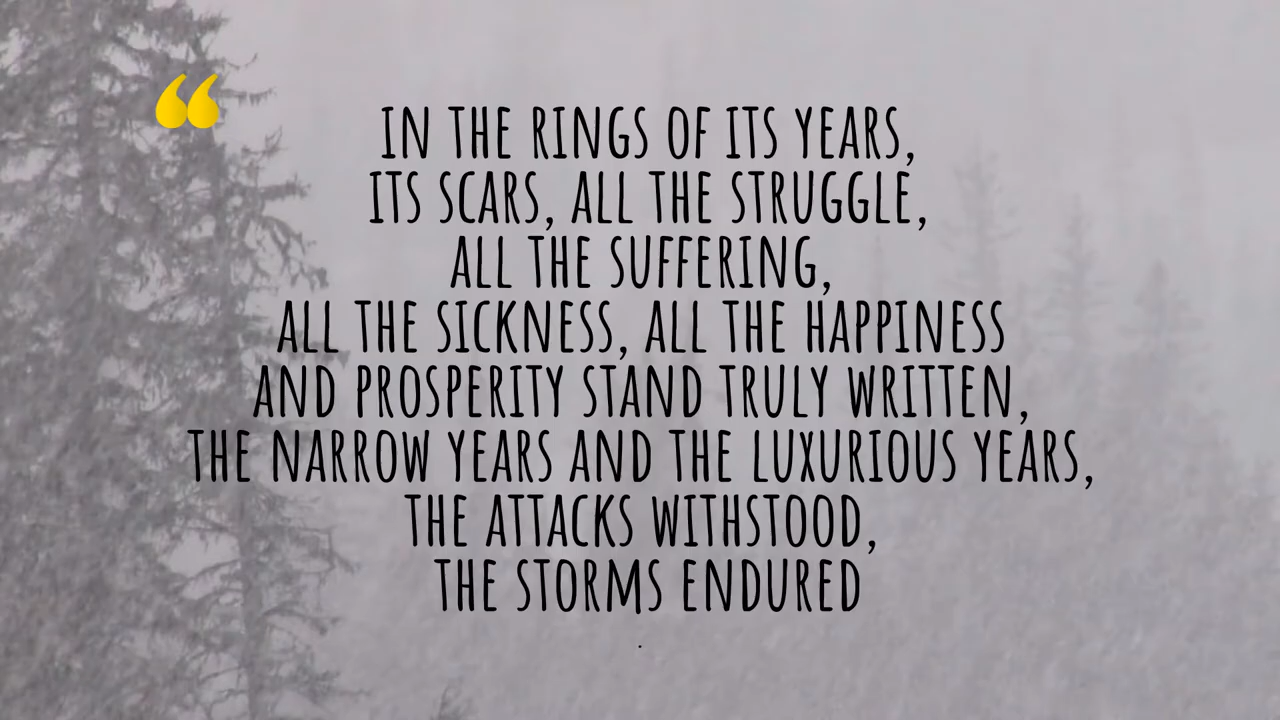 “
IN THE RINGS OF ITS YEARS,
ITS SCARS, ALL THE STRUGGLE,
ALL THE SUFFERING,
ALL THE SICKNESS, ALL THE HAPPINESS
AND PROSPERITY STAND TRULY WRITTEN,
THE NARROW YEARS AND THE LUXURIOUS YEARS,
THE ATTACKS WITHSTOOD,
THE STORMS ENDURED
.